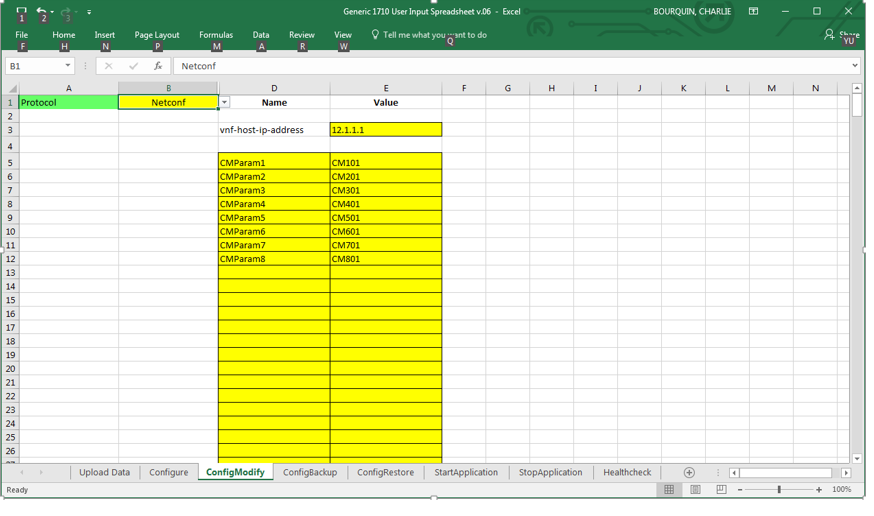 Generic 1710 User Input Spreadsheet v.06 - Excel
BOURQUIN, CHARLIE
1 2 3
File Home Insert Page Layout Formulas Data Review View Tell me what you want to do Share
F H N P M A R W Q YU
B1 fx Netconf
A B D E F G H I J K L M N
1 Protocol Netconf Name Value
2
3 vnf-host-ip-address 12.1.1.1
4
5 CMParam1 CM101
6 CMParam2 CM201
7 CMParam3 CM301
8 CMParam4 CM401
9 CMParam5 CM501
10 CMParam6 CM601
11 CMParam7 CM701
12 CMParam8 CM801
13
14
15
16
17
18
19
20
21
22
23
24
25
26
27
Upload Data Configure ConfigModify ConfigBackup ConfigRestore StartApplication StopApplication Healthcheck
Ready 100%